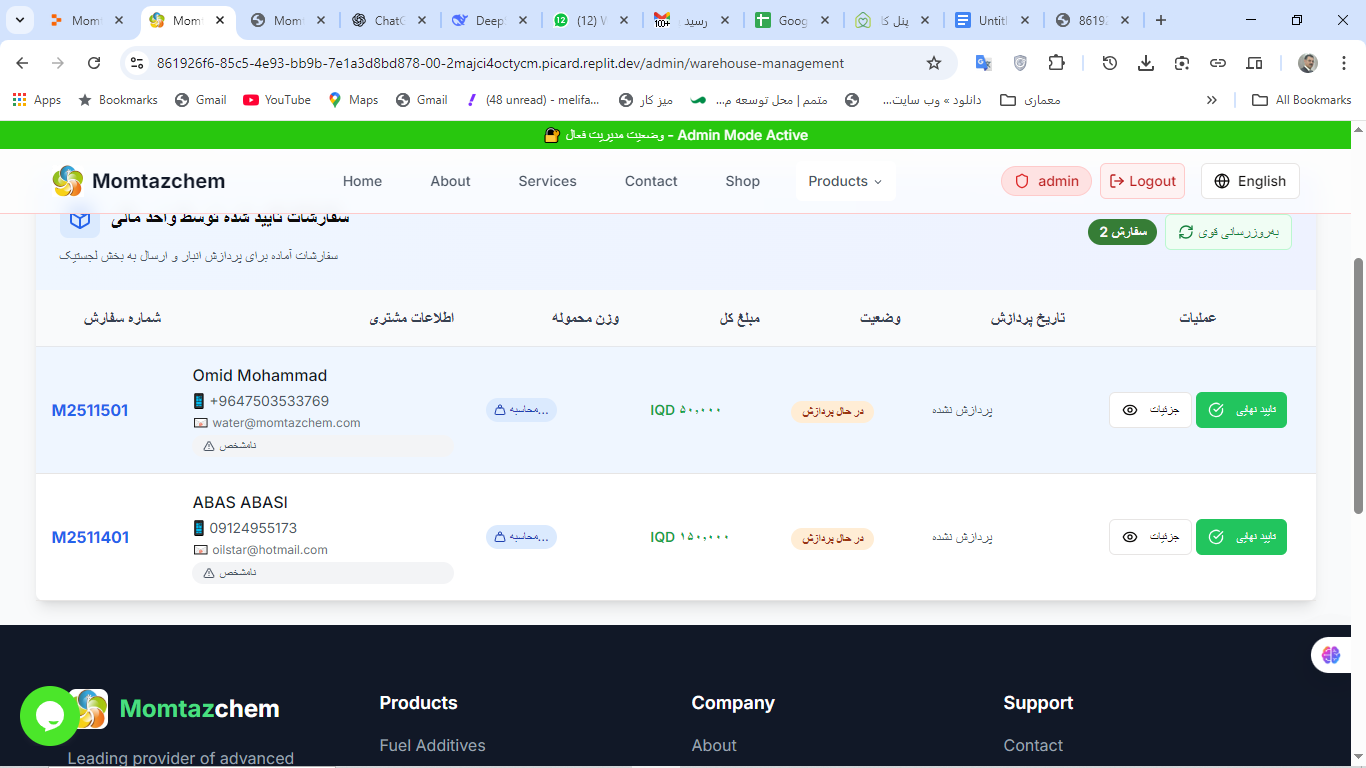 Mom
Mom
Mom
ChatG
Deep
(12) W
رسید
Goog
پنل کا
Untitl
8619
861926f6-85c5-4e93-bb9b-7e1a3d8bd878-00-2majci4octycm.picard.replit.dev/admin/warehouse-management
Apps
Bookmarks
Gmail
YouTube
Maps
Gmail
(48 unread) - melifa...
میز کار
متمم | محل توسعه م...
دانلود » وب سایت...
معماری
All Bookmarks
وضعیت مدیریت فعال - Admin Mode Active
Momtazchem
Home
About
Services
Contact
Shop
Products
admin
Logout
English
سفارشات تایید شده توسط واحد مالی
سفارشات آماده برای پردازش انبار و ارسال به بخش لجستیک
2 سفارش
به‌روزرسانی قوی
شماره سفارش
اطلاعات مشتری
وزن محموله
مبلغ کل
وضعیت
تاریخ پردازش
عملیات
M2511501
Omid Mohammad
+9647503533769
water@momtazchem.com
نامشخص
محاسبه...
IQD ۵۰,۰۰۰
در حال پردازش
پردازش نشده
جزئیات
تایید نهایی
M2511401
ABAS ABASI
09124955173
oilstar@hotmail.com
نامشخص
محاسبه...
IQD ۱۵۰,۰۰۰
در حال پردازش
پردازش نشده
جزئیات
تایید نهایی
Momtazchem
Leading provider of advanced
Products
Fuel Additives
Company
About
Support
Contact